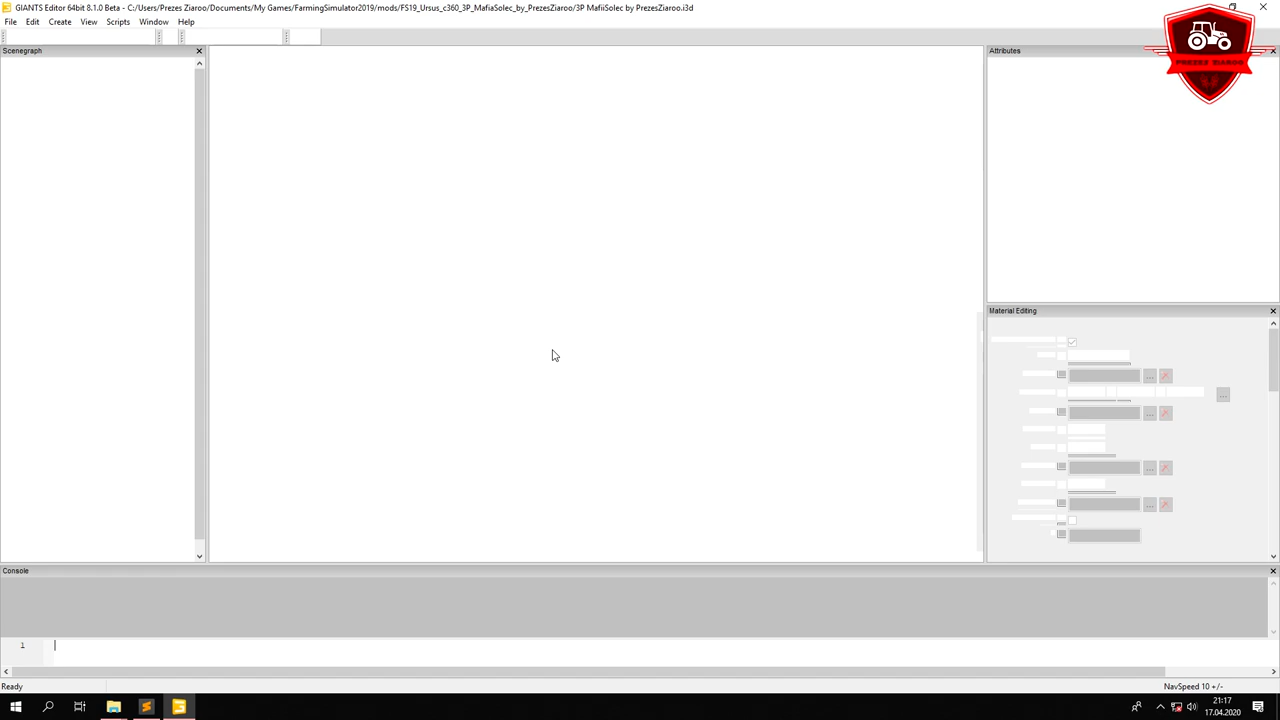 GIANTS Editor 64bit 8.1.0 Beta - C:/Users/Prezes Ziaroo/Documents/My Games/FarmingSimulator2019/mods/FS19_Ursus_c360_3P_MafiaSolec_by_PrezesZiaroo/3P MafiiSolec by PrezesZiaroo.i3d
File Edit Create View Scripts Window Help
Scenegraph
Attributes
PREZES ZIAROO
Material Editing
Console
1
Ready
NavSpeed 10 +/-
21:17
17.04.2020